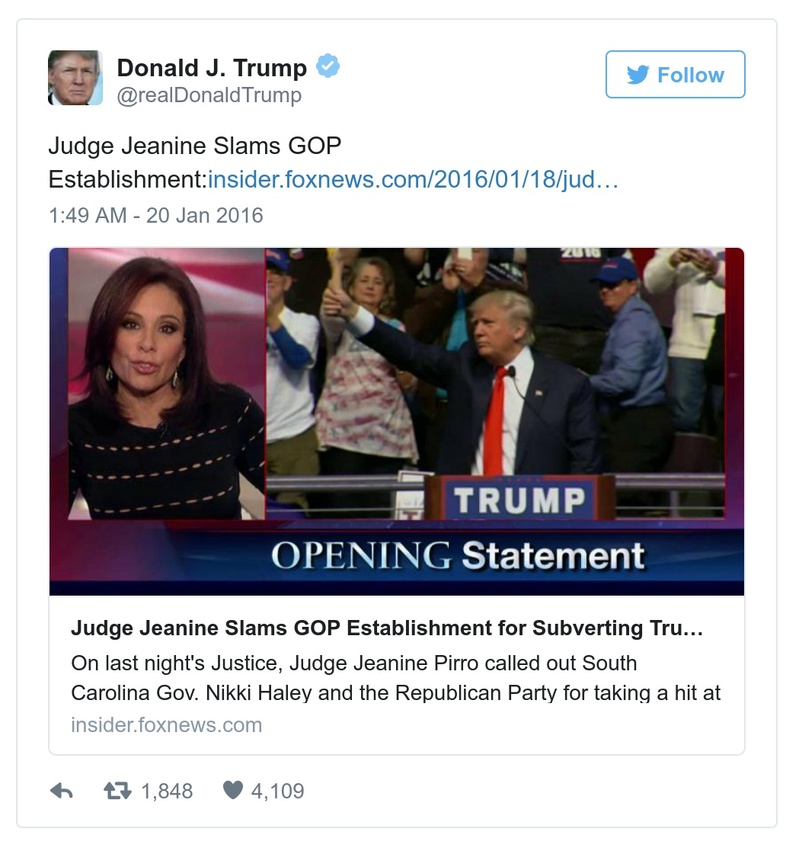 Donald J. Trump
@realDonaldTrump
Follow
Judge Jeanine Slams GOP
Establishment:insider.foxnews.com/2016/01/18/jud…
1:49 AM - 20 Jan 2016
2016
TRUMP
OPENING Statement
Judge Jeanine Slams GOP Establishment for Subverting Tru…
On last night's Justice, Judge Jeanine Pirro called out South
Carolina Gov. Nikki Haley and the Republican Party for taking a hit at
insider.foxnews.com
1,848 4,109